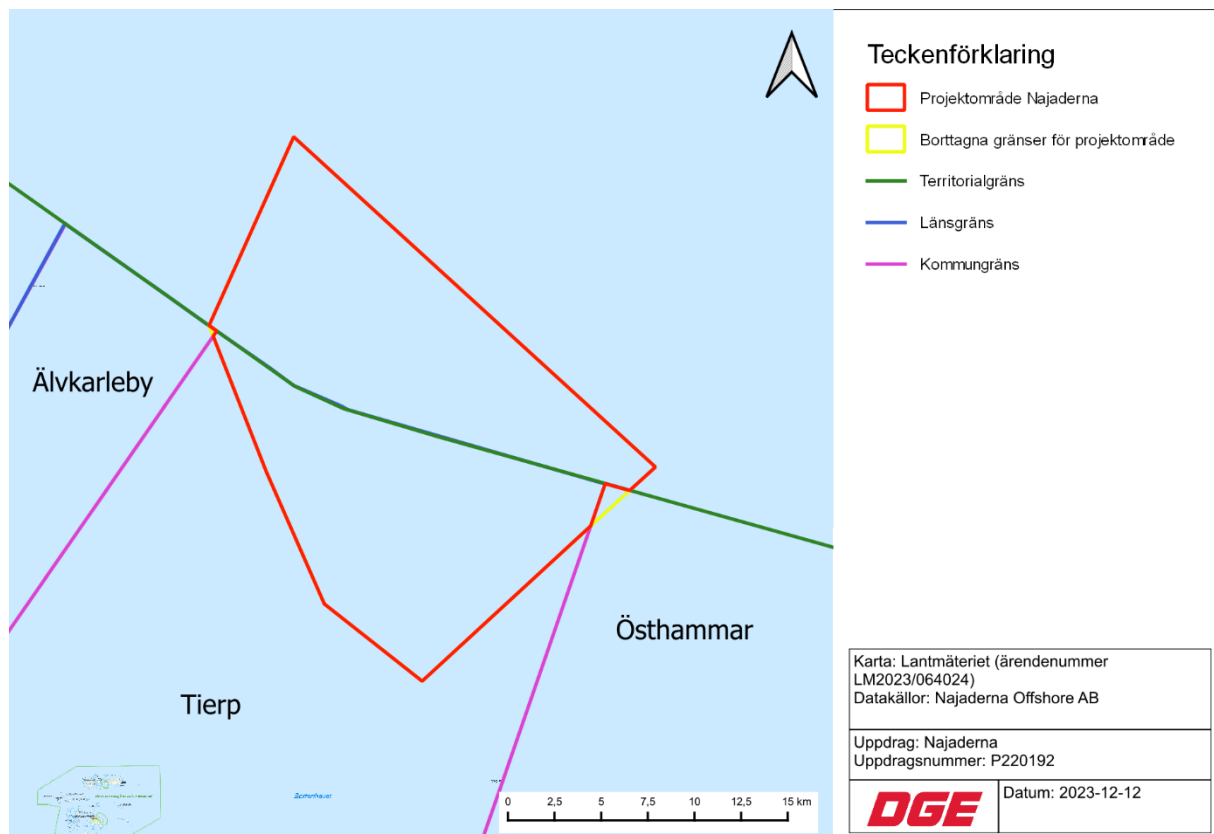 Älvkarleby
Östhammar
Tierp
Bottenhavet
0 2,5 5 7,5 10 12,5 15 km
Teckenförklaring
Projektområde Najaderna
Borttagna gränser för projektområde
Territorialgräns
Länsgräns
Kommungräns
Karta: Lantmäteriet (ärendenummer
LM2023/064024)
Datakällor: Najaderna Offshore AB
Uppdrag: Najaderna
Uppdragsnummer: P220192
DGE
Datum: 2023-12-12